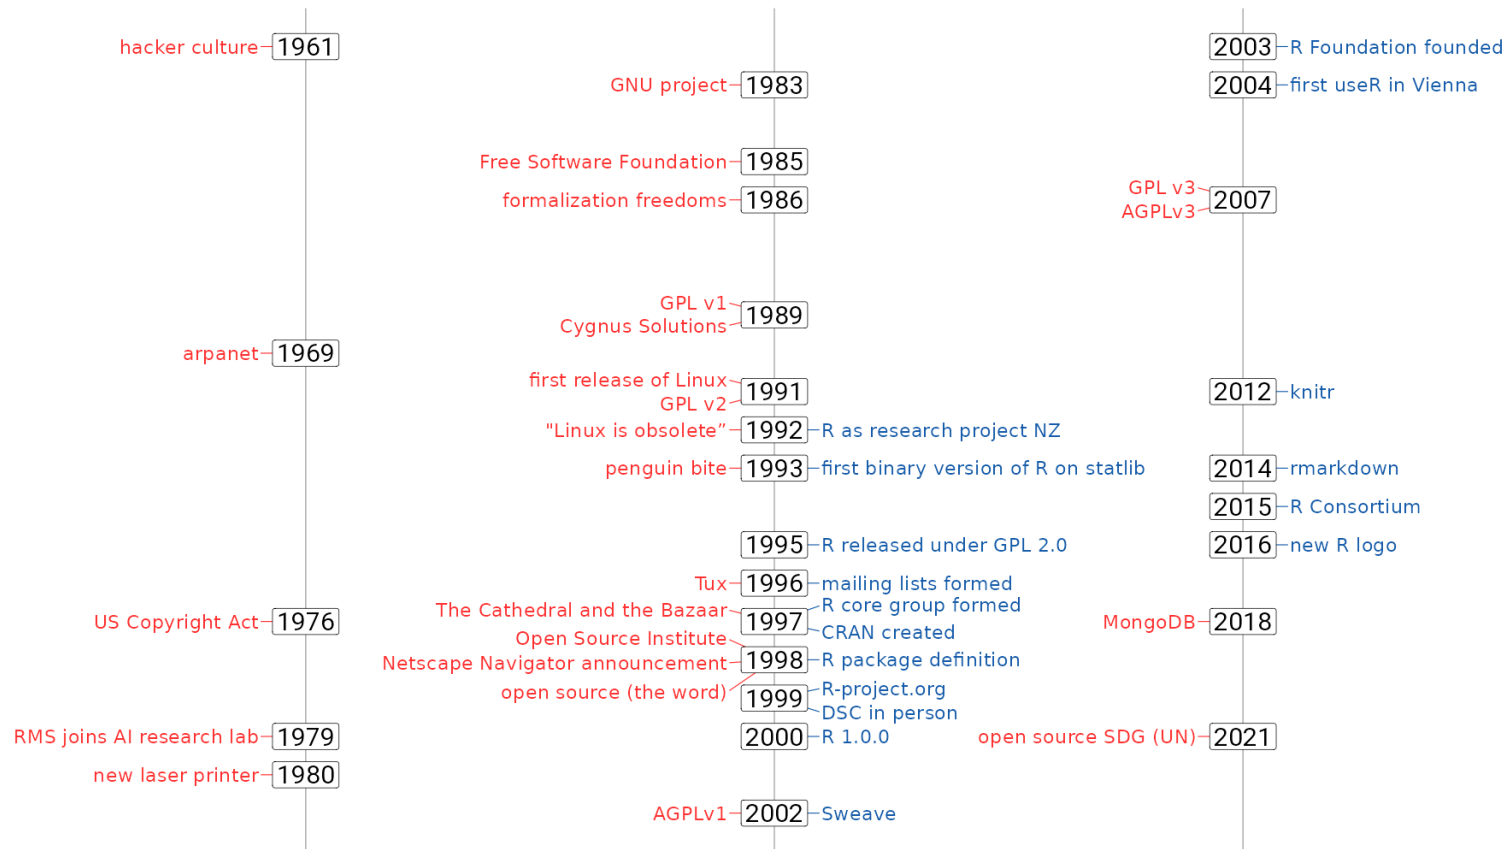 hacker culture 1961
arpanet 1969
US Copyright Act 1976
RMS joins AI research lab 1979
new laser printer 1980
GNU project 1983
Free Software Foundation 1985
formalization freedoms 1986
GPL v1
1989
Cygnus Solutions
first release of Linux
1991
GPL v2
"Linux is obsolete” 1992 R as research project NZ
penguin bite 1993 first binary version of R on statlib
1995 R released under GPL 2.0
Tux 1996 mailing lists formed
The Cathedral and the Bazaar 1997 R core group formed
CRAN created
Open Source Institute
Netscape Navigator announcement 1998 R package definition
open source (the word)
1999 R-project.org
DSC in person
2000 R 1.0.0
AGPLv1 2002 Sweave
2003 R Foundation founded
2004 first useR in Vienna
GPL v3
2007
AGPLv3
2012 knitr
2014 rmarkdown
2015 R Consortium
2016 new R logo
MongoDB 2018
open source SDG (UN) 2021